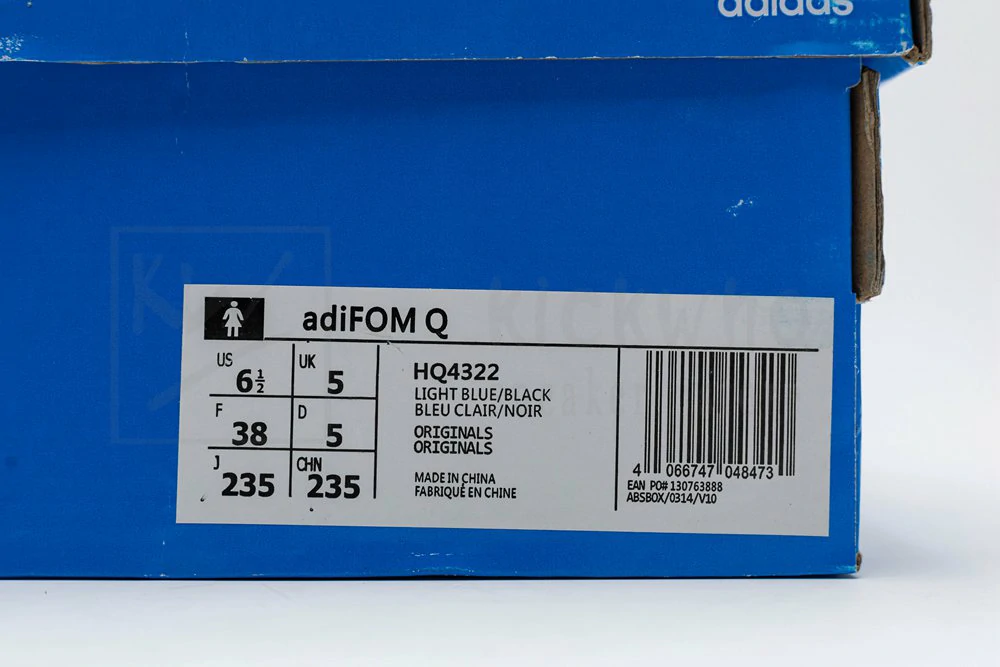 adidas
adiFOM Q
US 6½ UK 5
F 38 D 5
J 235 CHN 235
HQ4322
LIGHT BLUE/BLACK
BLEU CLAIR/NOIR
ORIGINALS
ORIGINALS
MADE IN CHINA
FABRIQUÉ EN CHINE
4 066747 048473
EAN PO# 130763888
ABSBOX/0314/V10